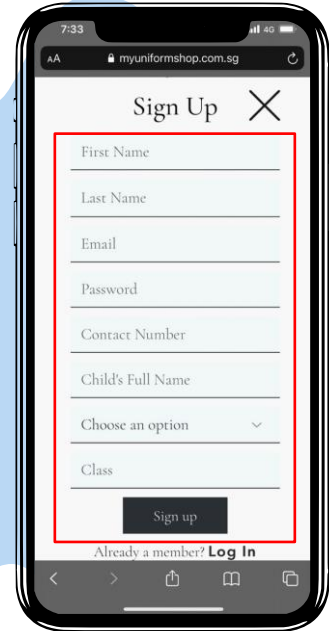 7:33
4G
AA myuniformshop.com.sg
Sign Up
First Name
Last Name
Email
Password
Contact Number
Child's Full Name
Choose an option
Class
Sign up
Already a member? Log In